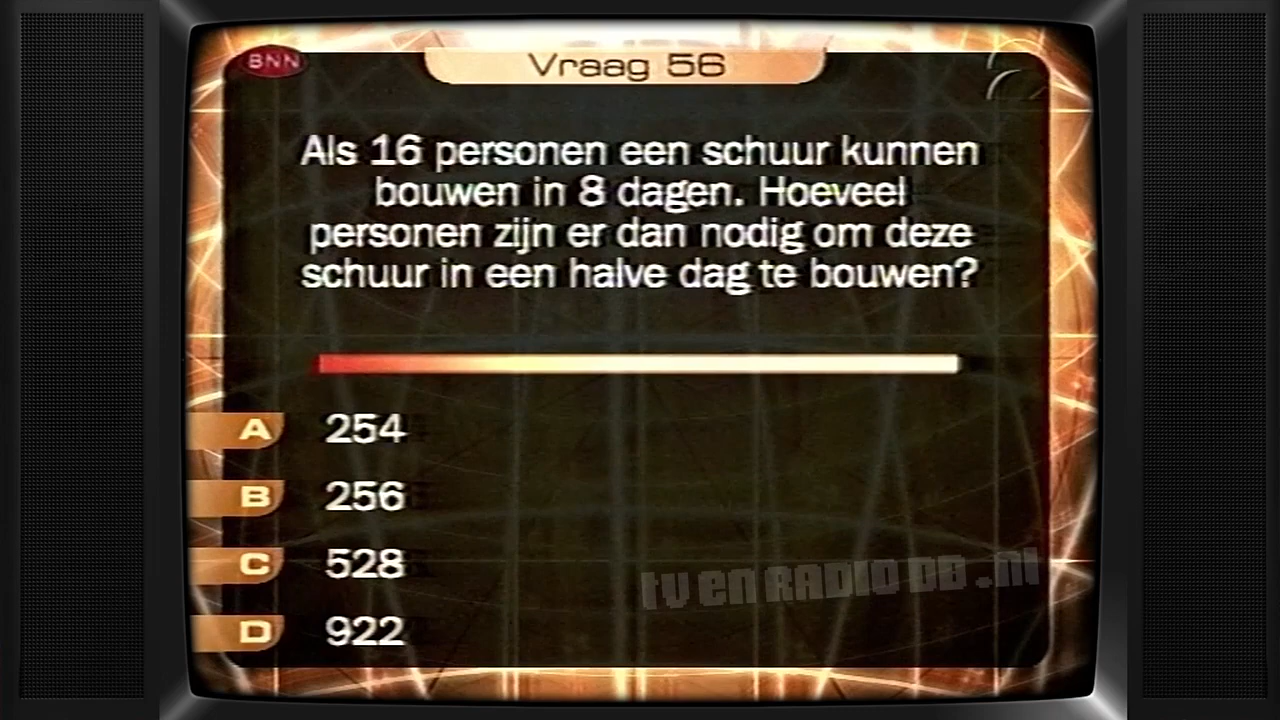 BNN
Vraag 56
Als 16 personen een schuur kunnen
bouwen in 8 dagen. Hoeveel
personen zijn er dan nodig om deze
schuur in een halve dag te bouwen?
A 254
B 256
C 528
D 922
tv en RADIO DB .nl